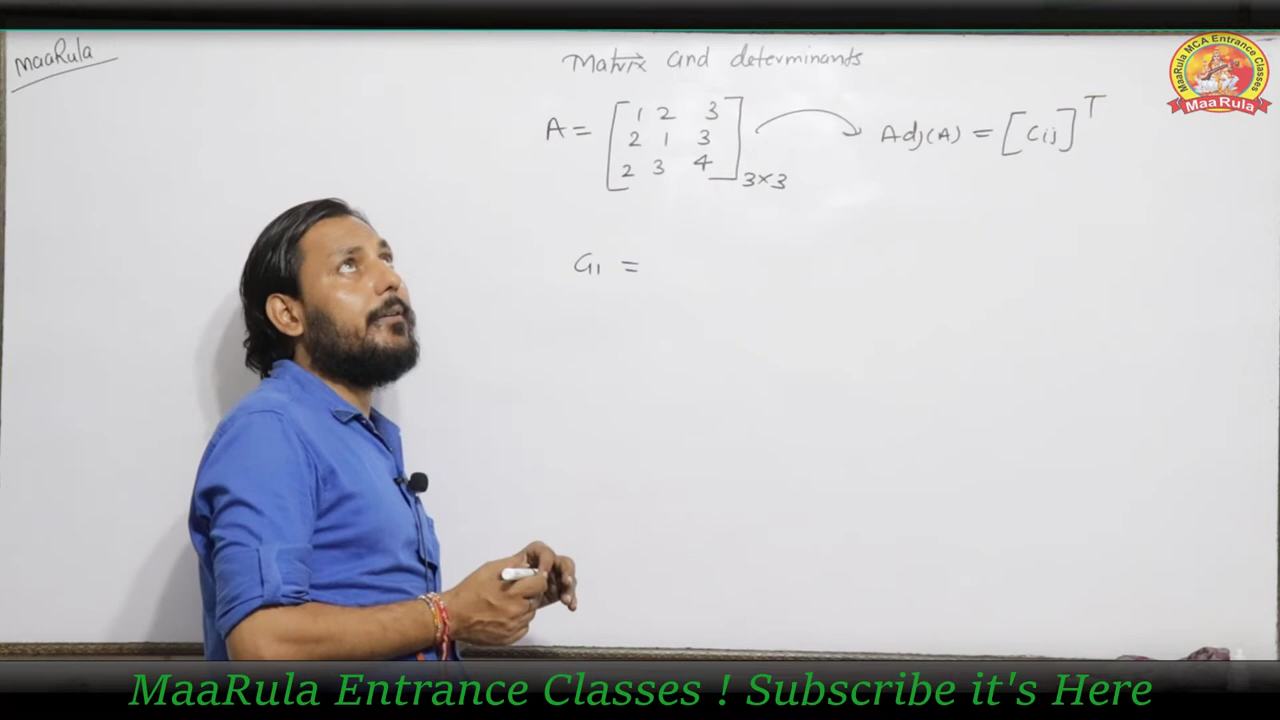 MaaRula
Matrix and determinants
MaaRula MCA Entrance Classes
MaaRula
A = [1 2 3
2 1 3
2 3 4]3×3
Adj(A) = [Cij]T
C11 =
MaaRula Entrance Classes ! Subscribe it's Here